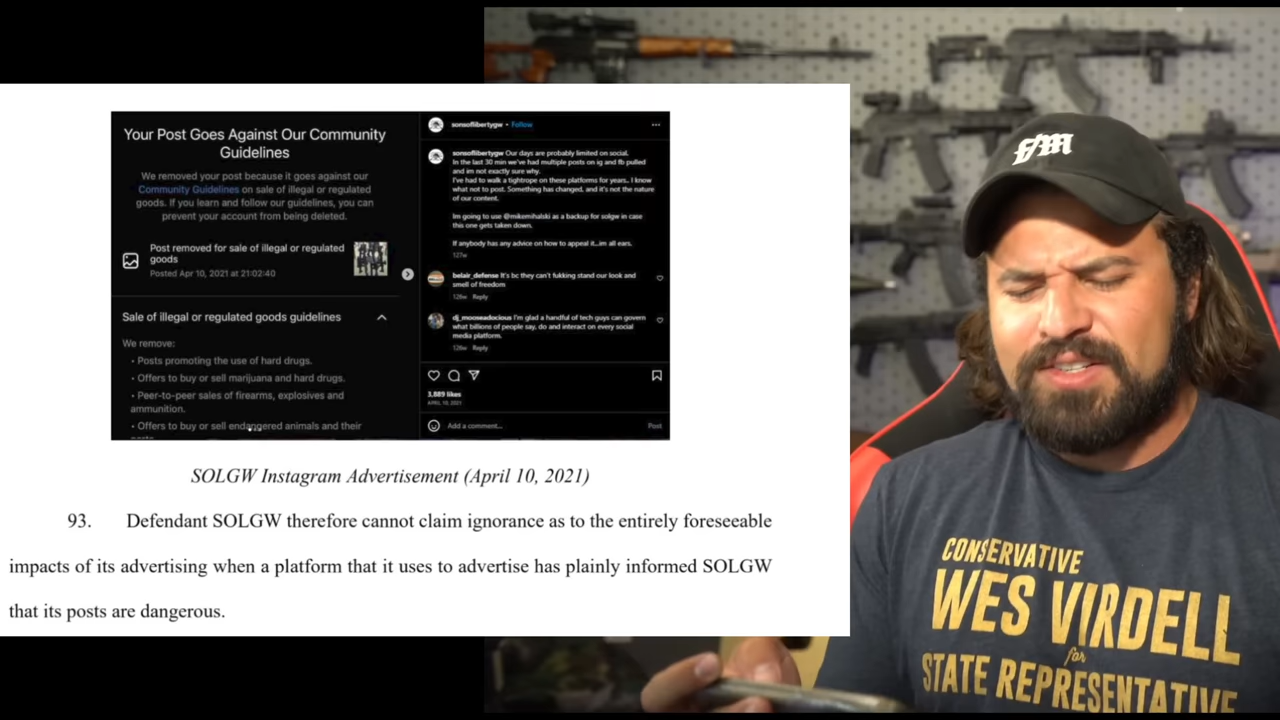 Your Post Goes Against Our Community
Guidelines
We removed your post because it goes against our
Community Guidelines on sale of illegal or regulated
goods. If you learn and follow our guidelines, you can
prevent your account from being deleted.
Post removed for sale of illegal or regulated
goods
Posted Apr 10, 2021 at 21:02:40
Sale of illegal or regulated goods guidelines
We remove:
• Posts promoting the use of hard drugs.
• Offers to buy or sell marijuana and hard drugs.
• Peer-to-peer sales of firearms, explosives and
ammunition.
• Offers to buy or sell endangered animals and their
sonsoflibertygw • Follow
sonsoflibertygw Our days are probably limited on social.
In the last 30 min we've had multiple posts on ig and fb pulled
and im not exactly sure why.
I've had to walk a tightrope on these platforms for years.. I know
what not to post. Something has changed, and it's not the nature
of our content.
Im going to use @mikemihalski as a backup for solgw in case
this one gets taken down.
If anybody has any advice on how to appeal it...im all ears.
127w
belair_defense It's bc they can't fukking stand our look and
smell of freedom
126w Reply
dj_mooseadocious I'm glad a handful of tech guys can govern
what billions of people say, do and interact on every social
media platform.
126w Reply
3,889 likes
APRIL 10, 2021
Add a comment...
Post
SOLGW Instagram Advertisement (April 10, 2021)
93. Defendant SOLGW therefore cannot claim ignorance as to the entirely foreseeable
impacts of its advertising when a platform that it uses to advertise has plainly informed SOLGW
that its posts are dangerous.
CONSERVATIVE
WES VIRDELL
for
STATE REPRESENTATIVE